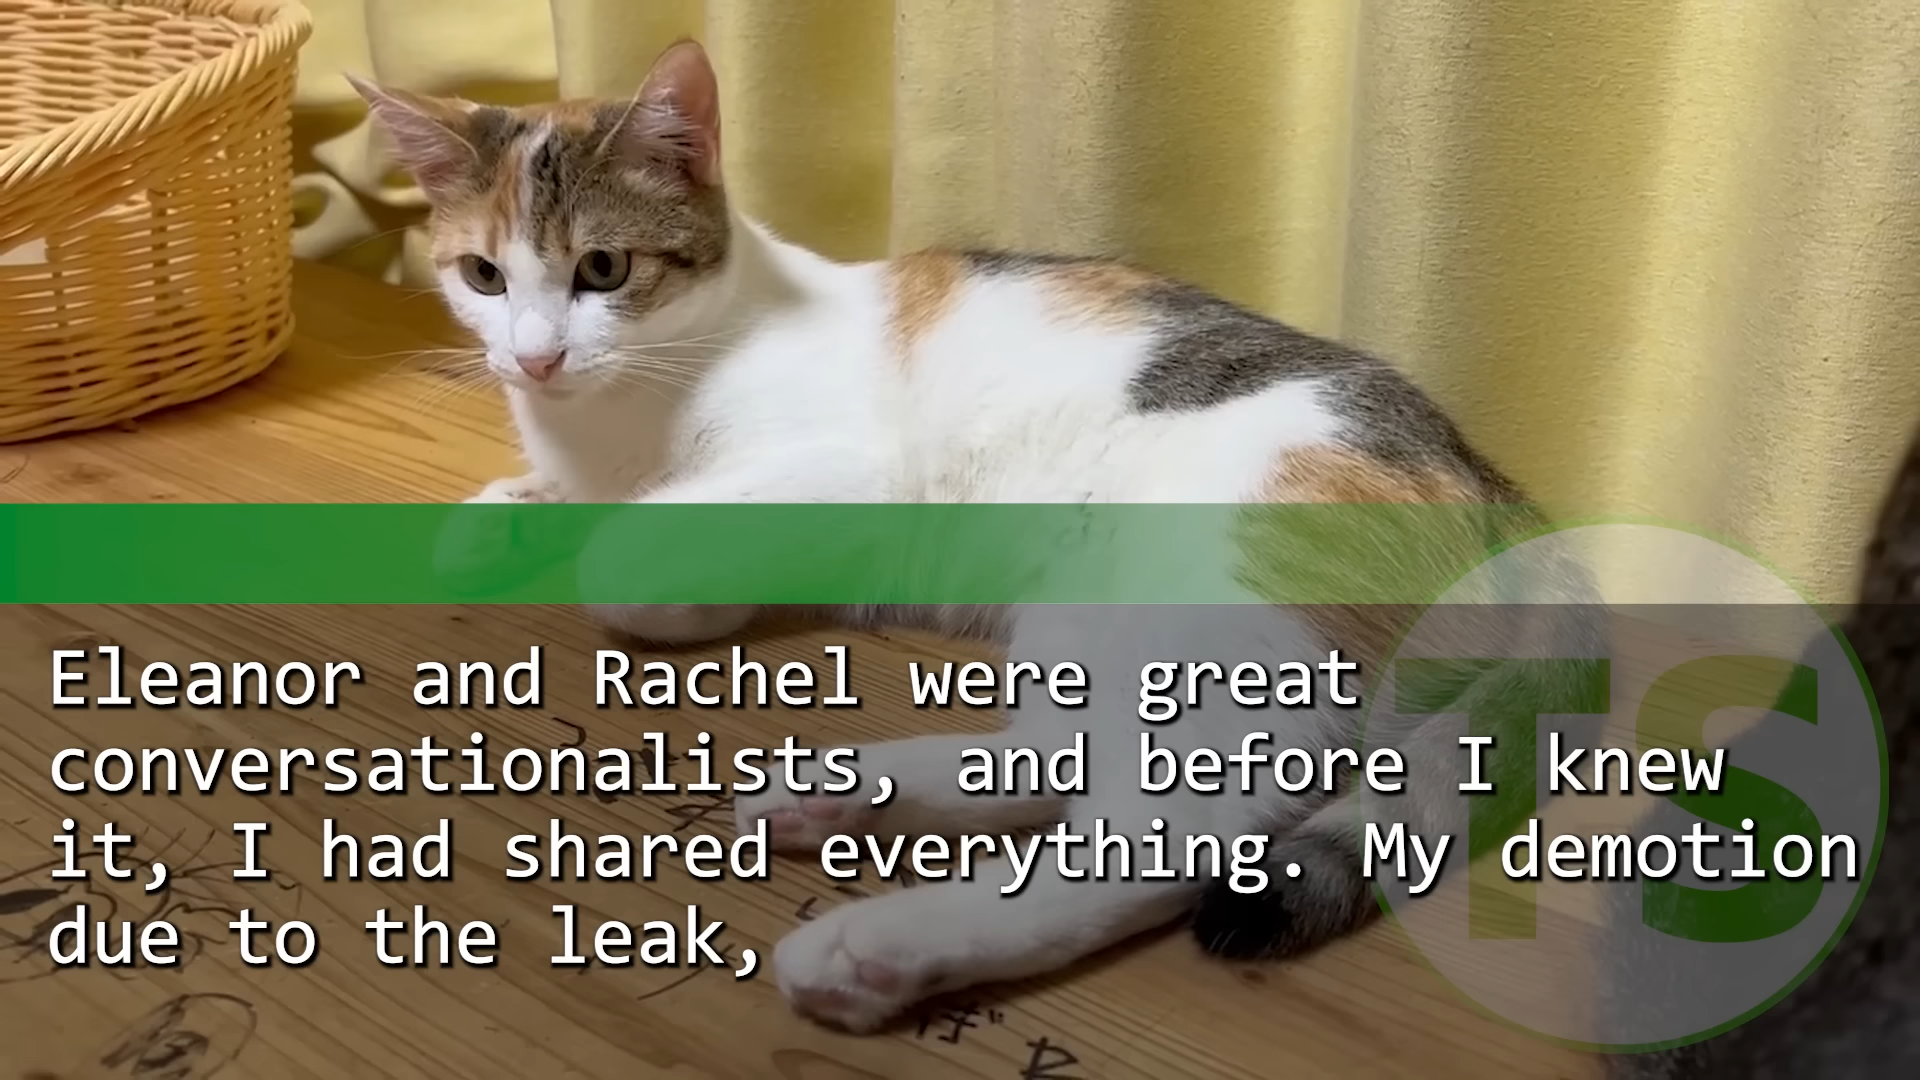 Eleanor and Rachel were great
conversationalists, and before I knew
it, I had shared everything. My demotion
due to the leak,
TS